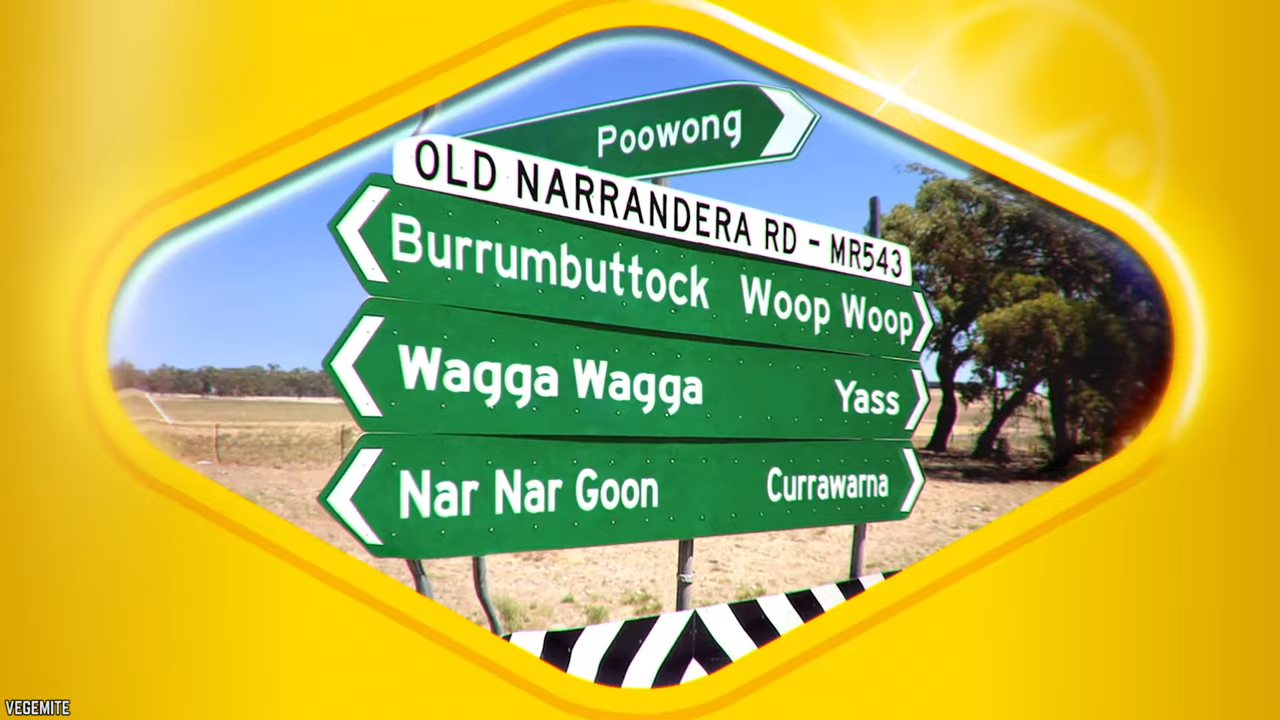 Poowong
OLD NARRANDERA RD - MR543
Burrumbuttock Woop Woop
Wagga Wagga Yass
Nar Nar Goon Currawarna
VEGEMITE